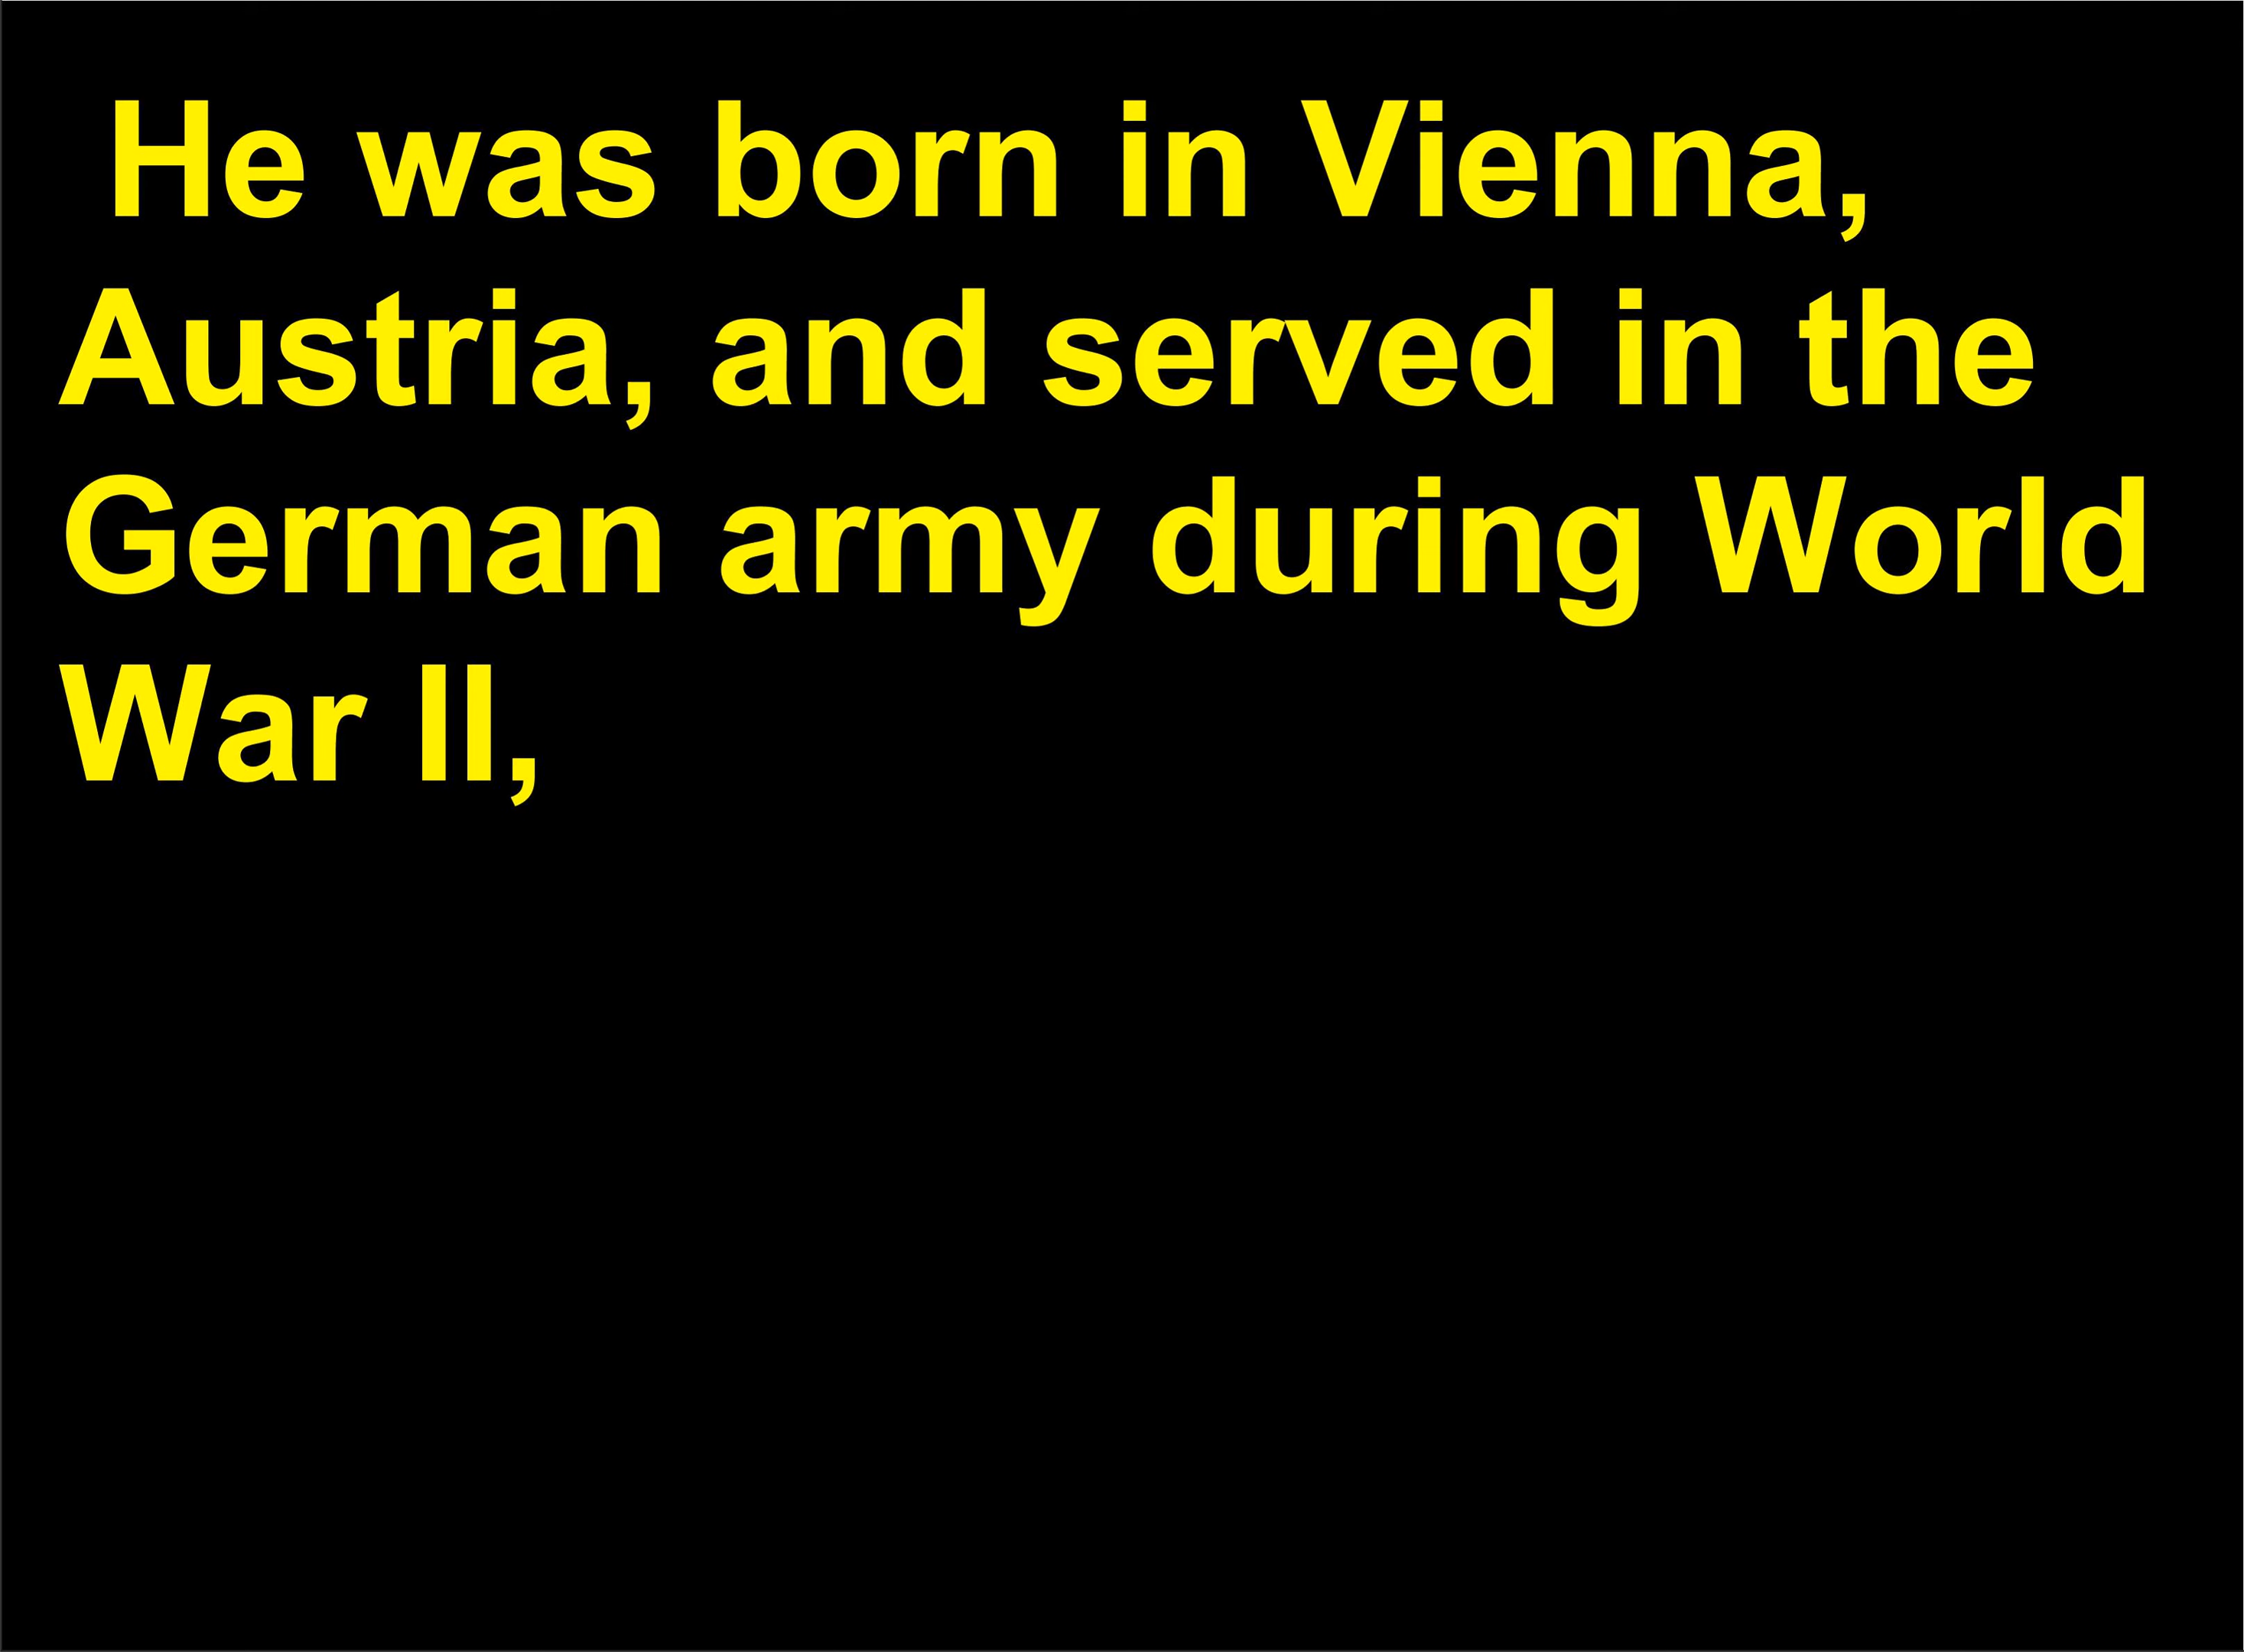 He was born in Vienna,
Austria, and served in the
German army during World
War II,